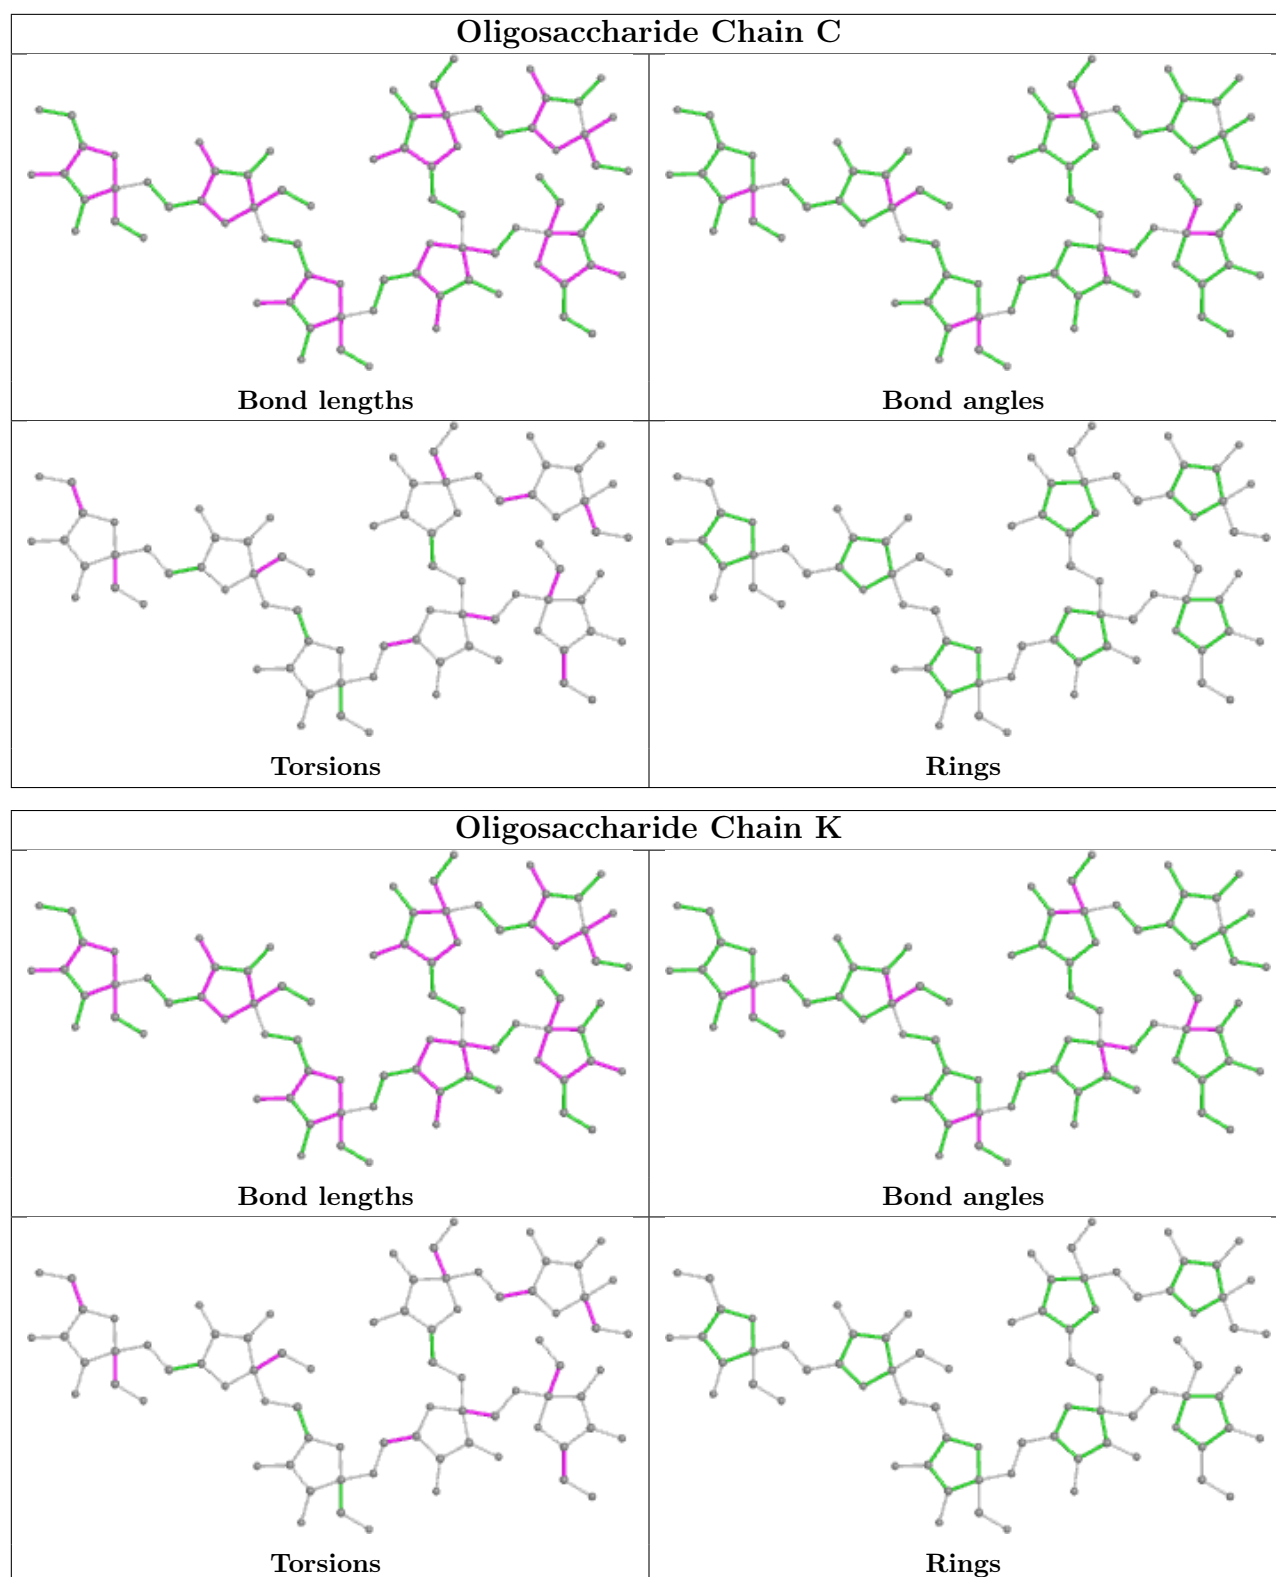 Oligosaccharide Chain C
Bond lengths
Bond angles
Torsions
Rings
Oligosaccharide Chain K
Bond lengths
Bond angles
Torsions
Rings